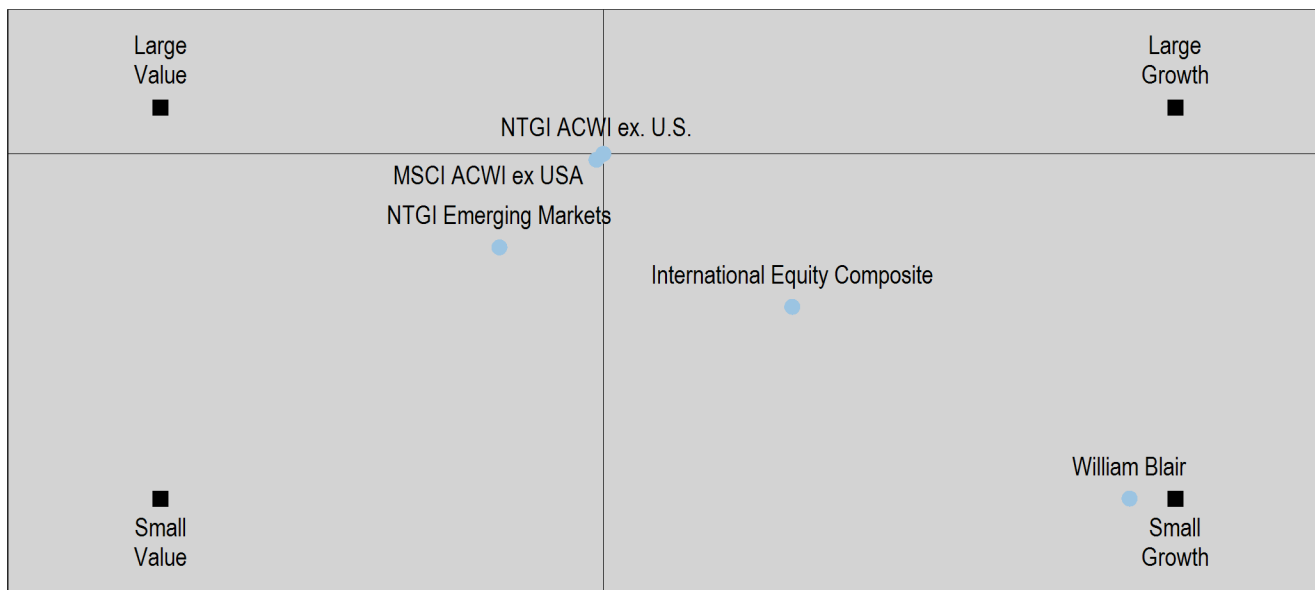 Large
Value
Large
Growth
NTGI ACWI ex. U.S.
MSCI ACWI ex USA
NTGI Emerging Markets
International Equity Composite
William Blair
Small
Value
Small
Growth